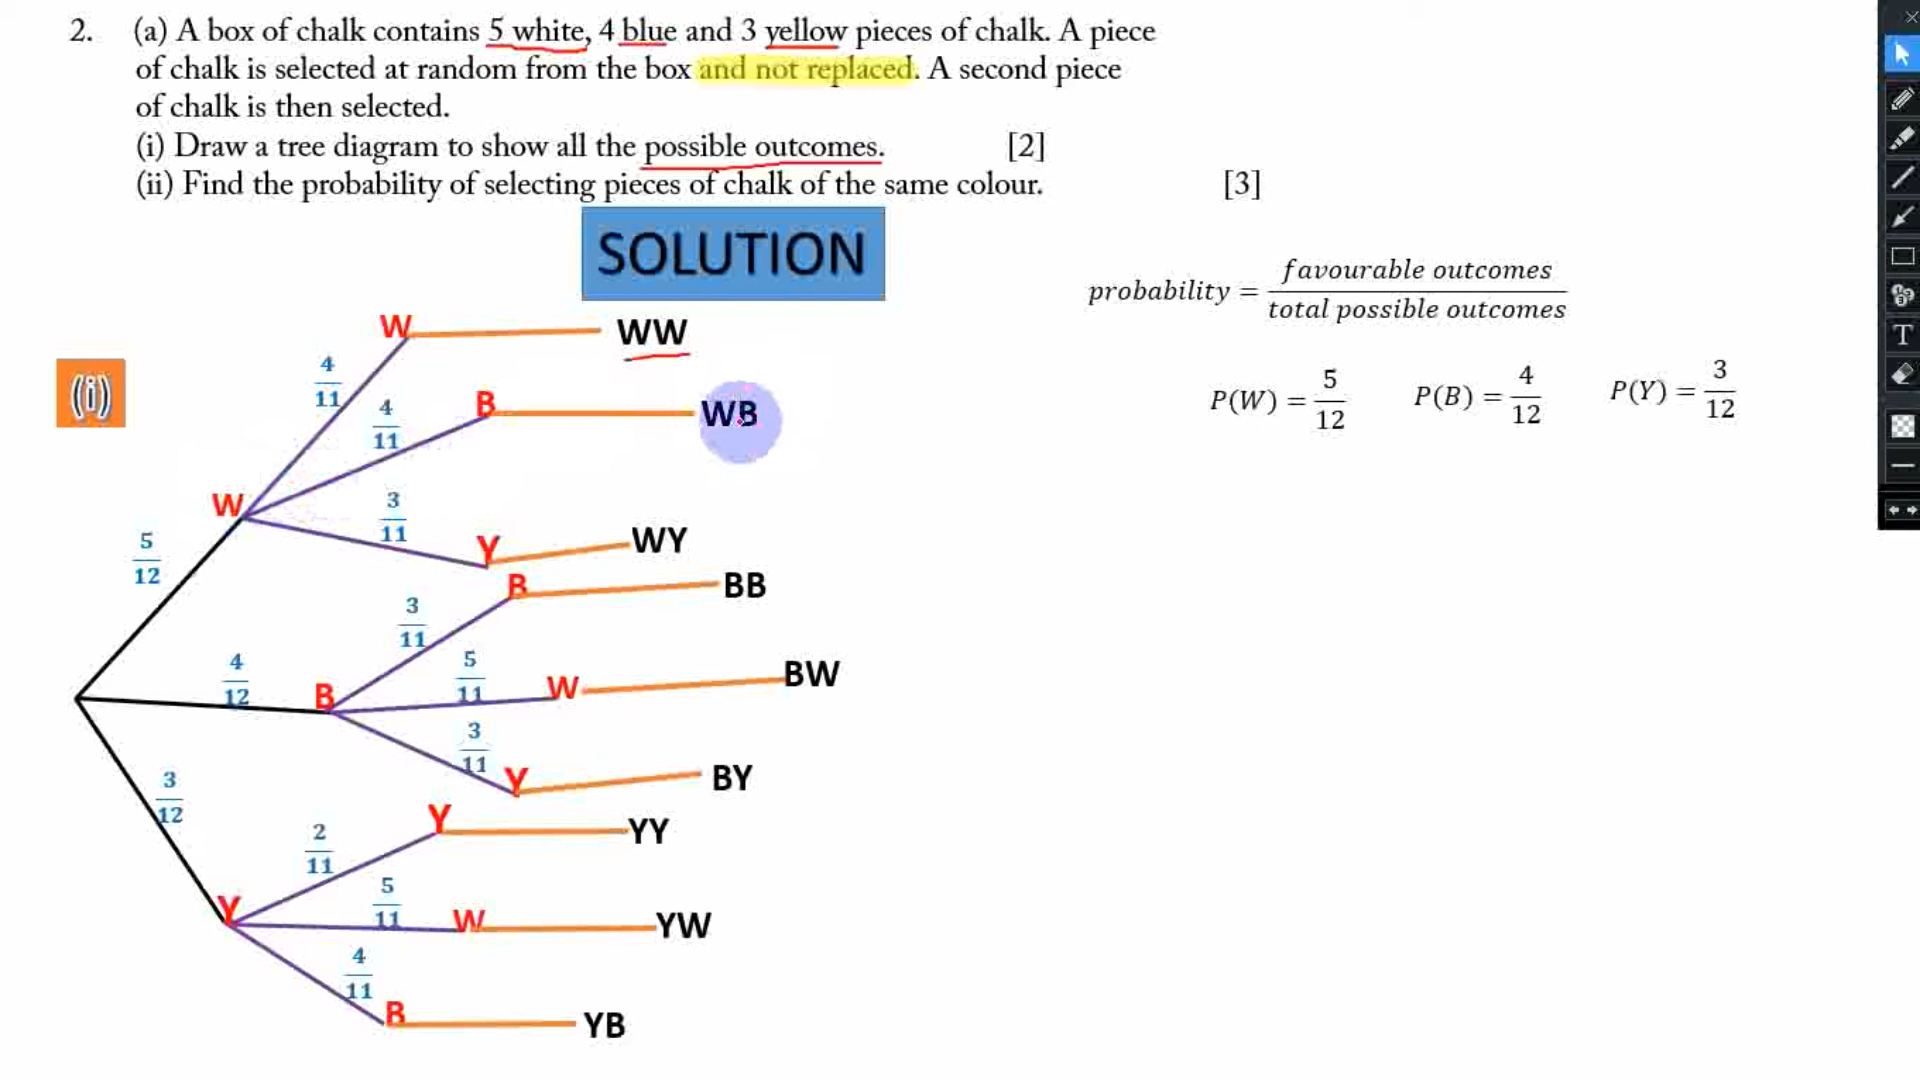 2. (a) A box of chalk contains 5 white, 4 blue and 3 yellow pieces of chalk. A piece
of chalk is selected at random from the box and not replaced. A second piece
of chalk is then selected.
(i) Draw a tree diagram to show all the possible outcomes. [2]
(ii) Find the probability of selecting pieces of chalk of the same colour. [3]
SOLUTION
probability = favourable outcomes / total possible outcomes
P(W) = 5/12 P(B) = 4/12 P(Y) = 3/12
(i)
W WW
4/11
B WB
4/11
W
3/11
Y WY
5/12
B BB
3/11
4/12
B
5/11
W BW
3/11
Y BY
3/12
Y YY
2/11
Y
5/11
W YW
4/11
B YB
T